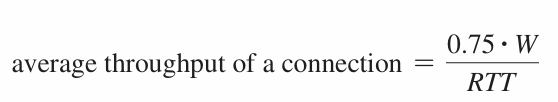 average throughput of a connection = 0.75 · W / RTT